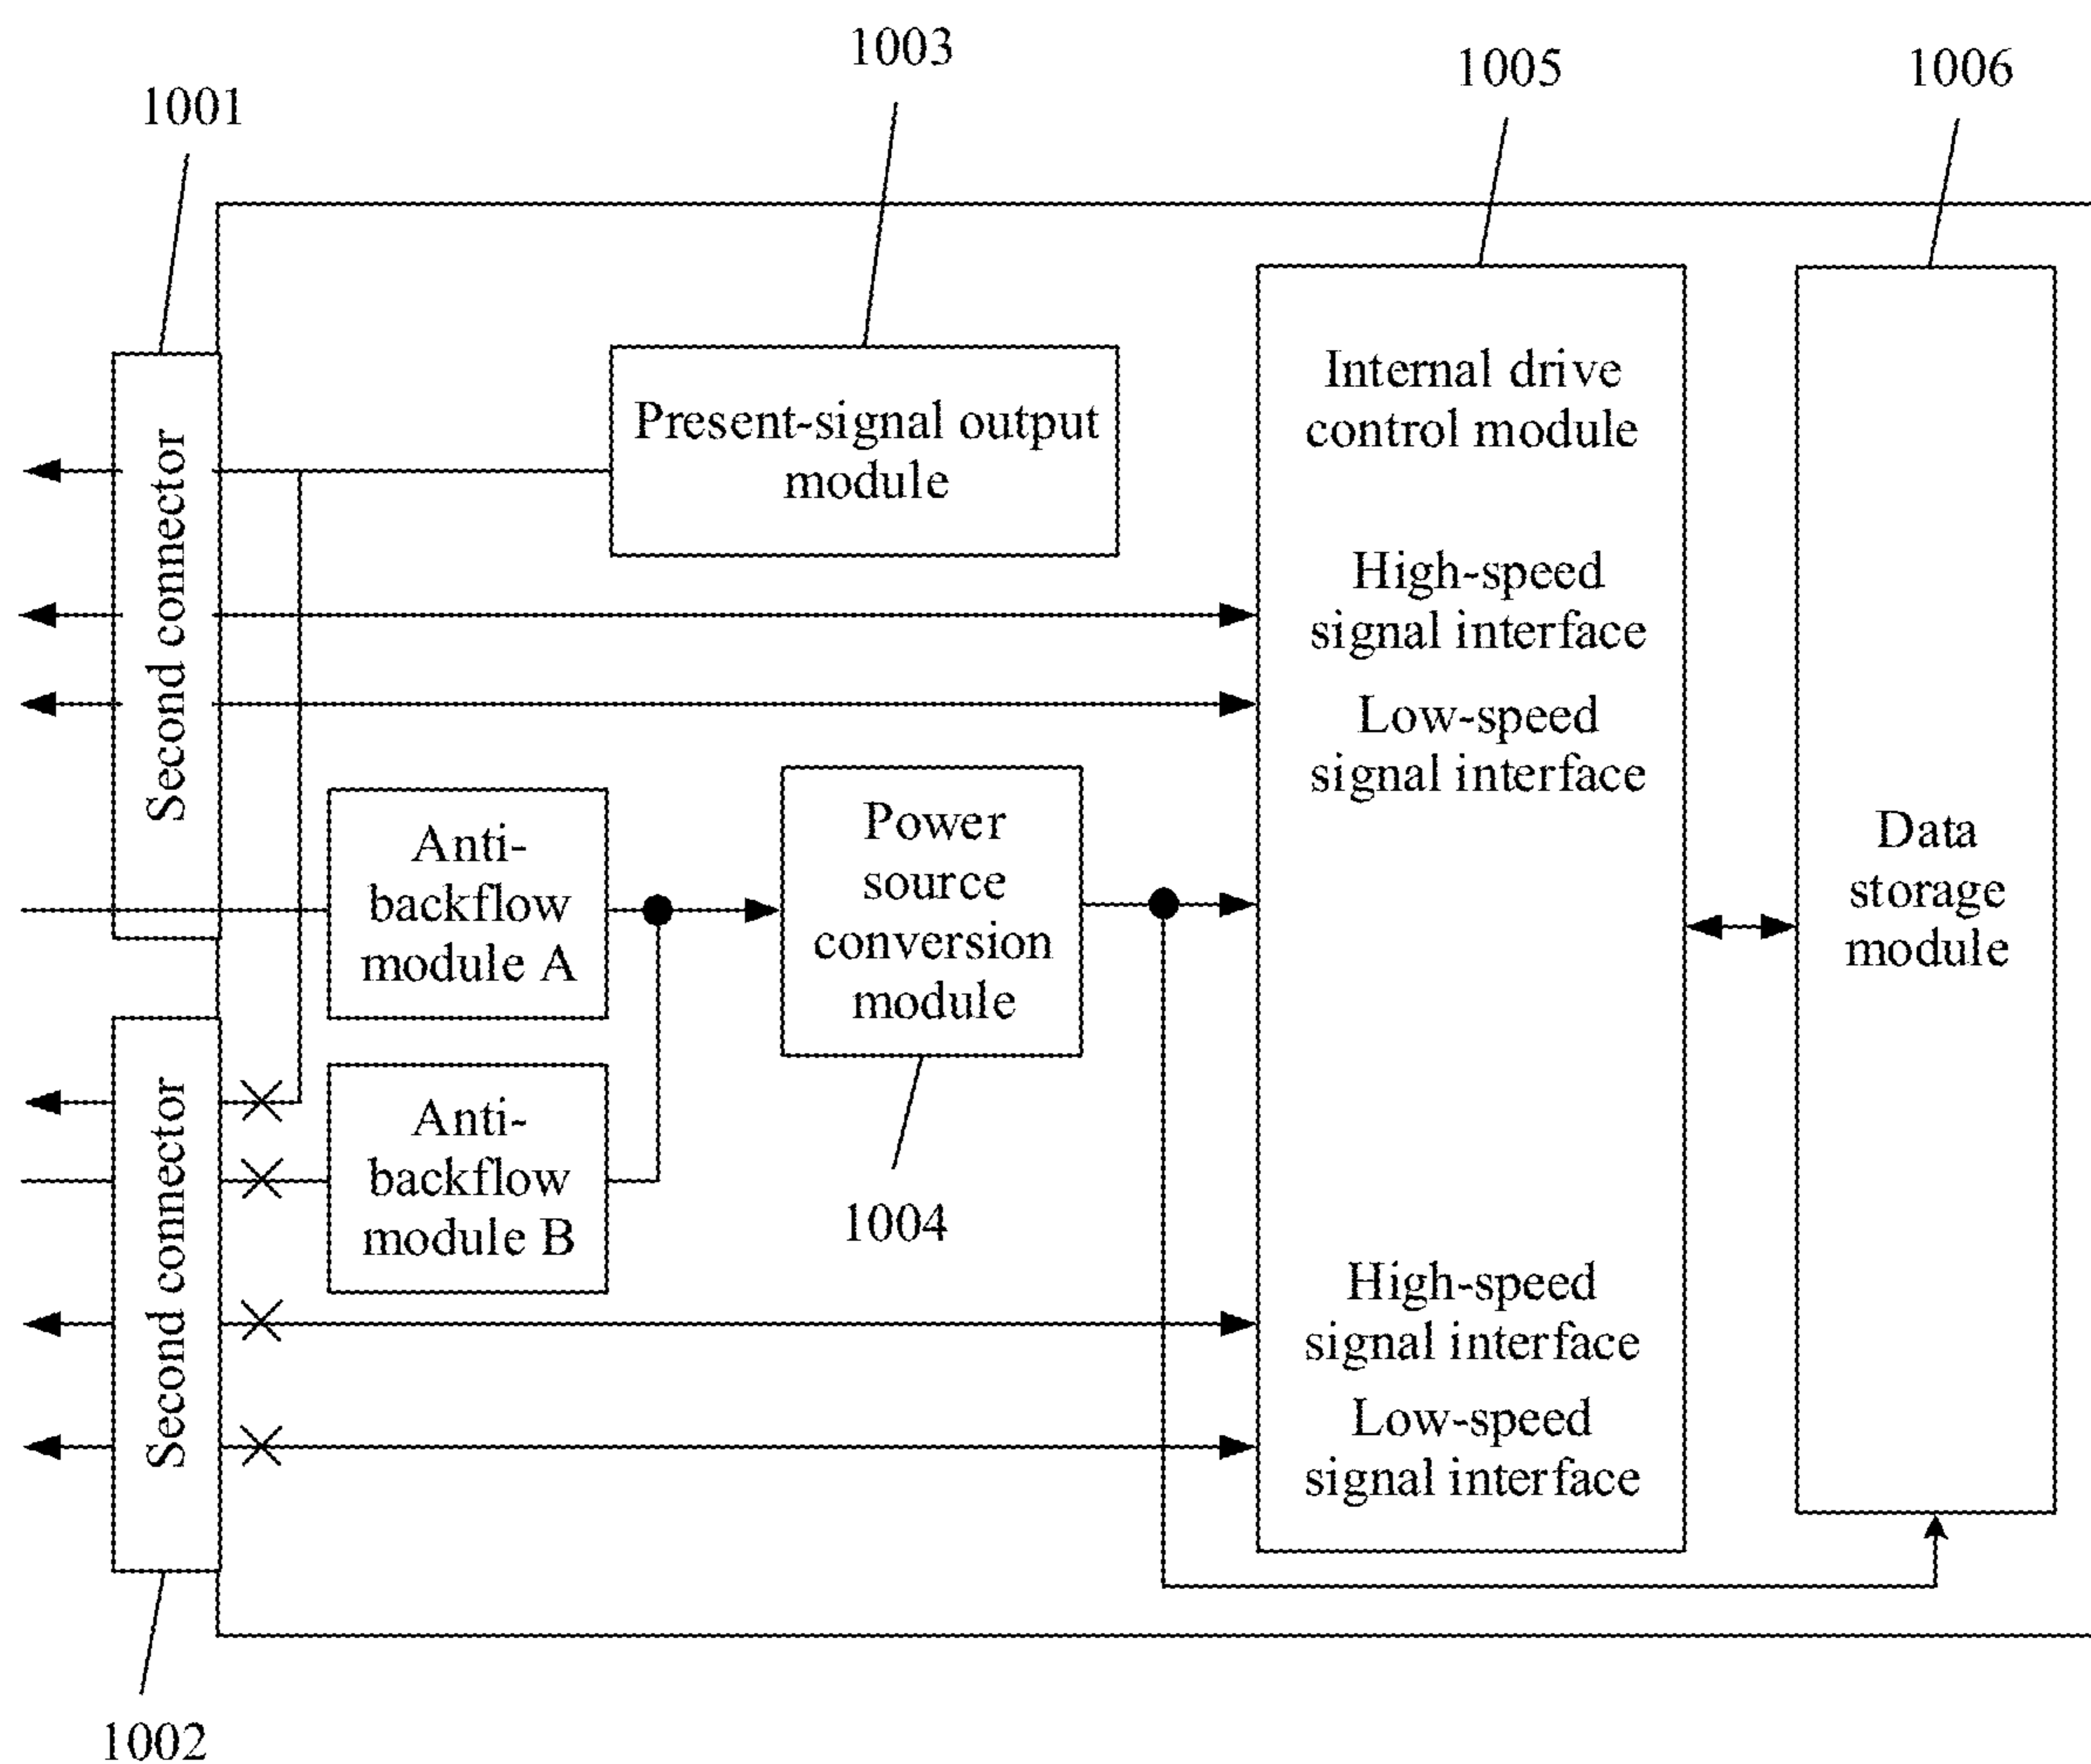 1003
1005
1006
1001
Internal drive
control module
Present-signal output
module
High-speed
signal interface
Low-speed
signal interface
Second connector
Anti-
backflow
module A
Power
source
conversion
module
Data
storage
module
Second connector
Anti-
backflow
module B
1004
High-speed
signal interface
Low-speed
signal interface
1002